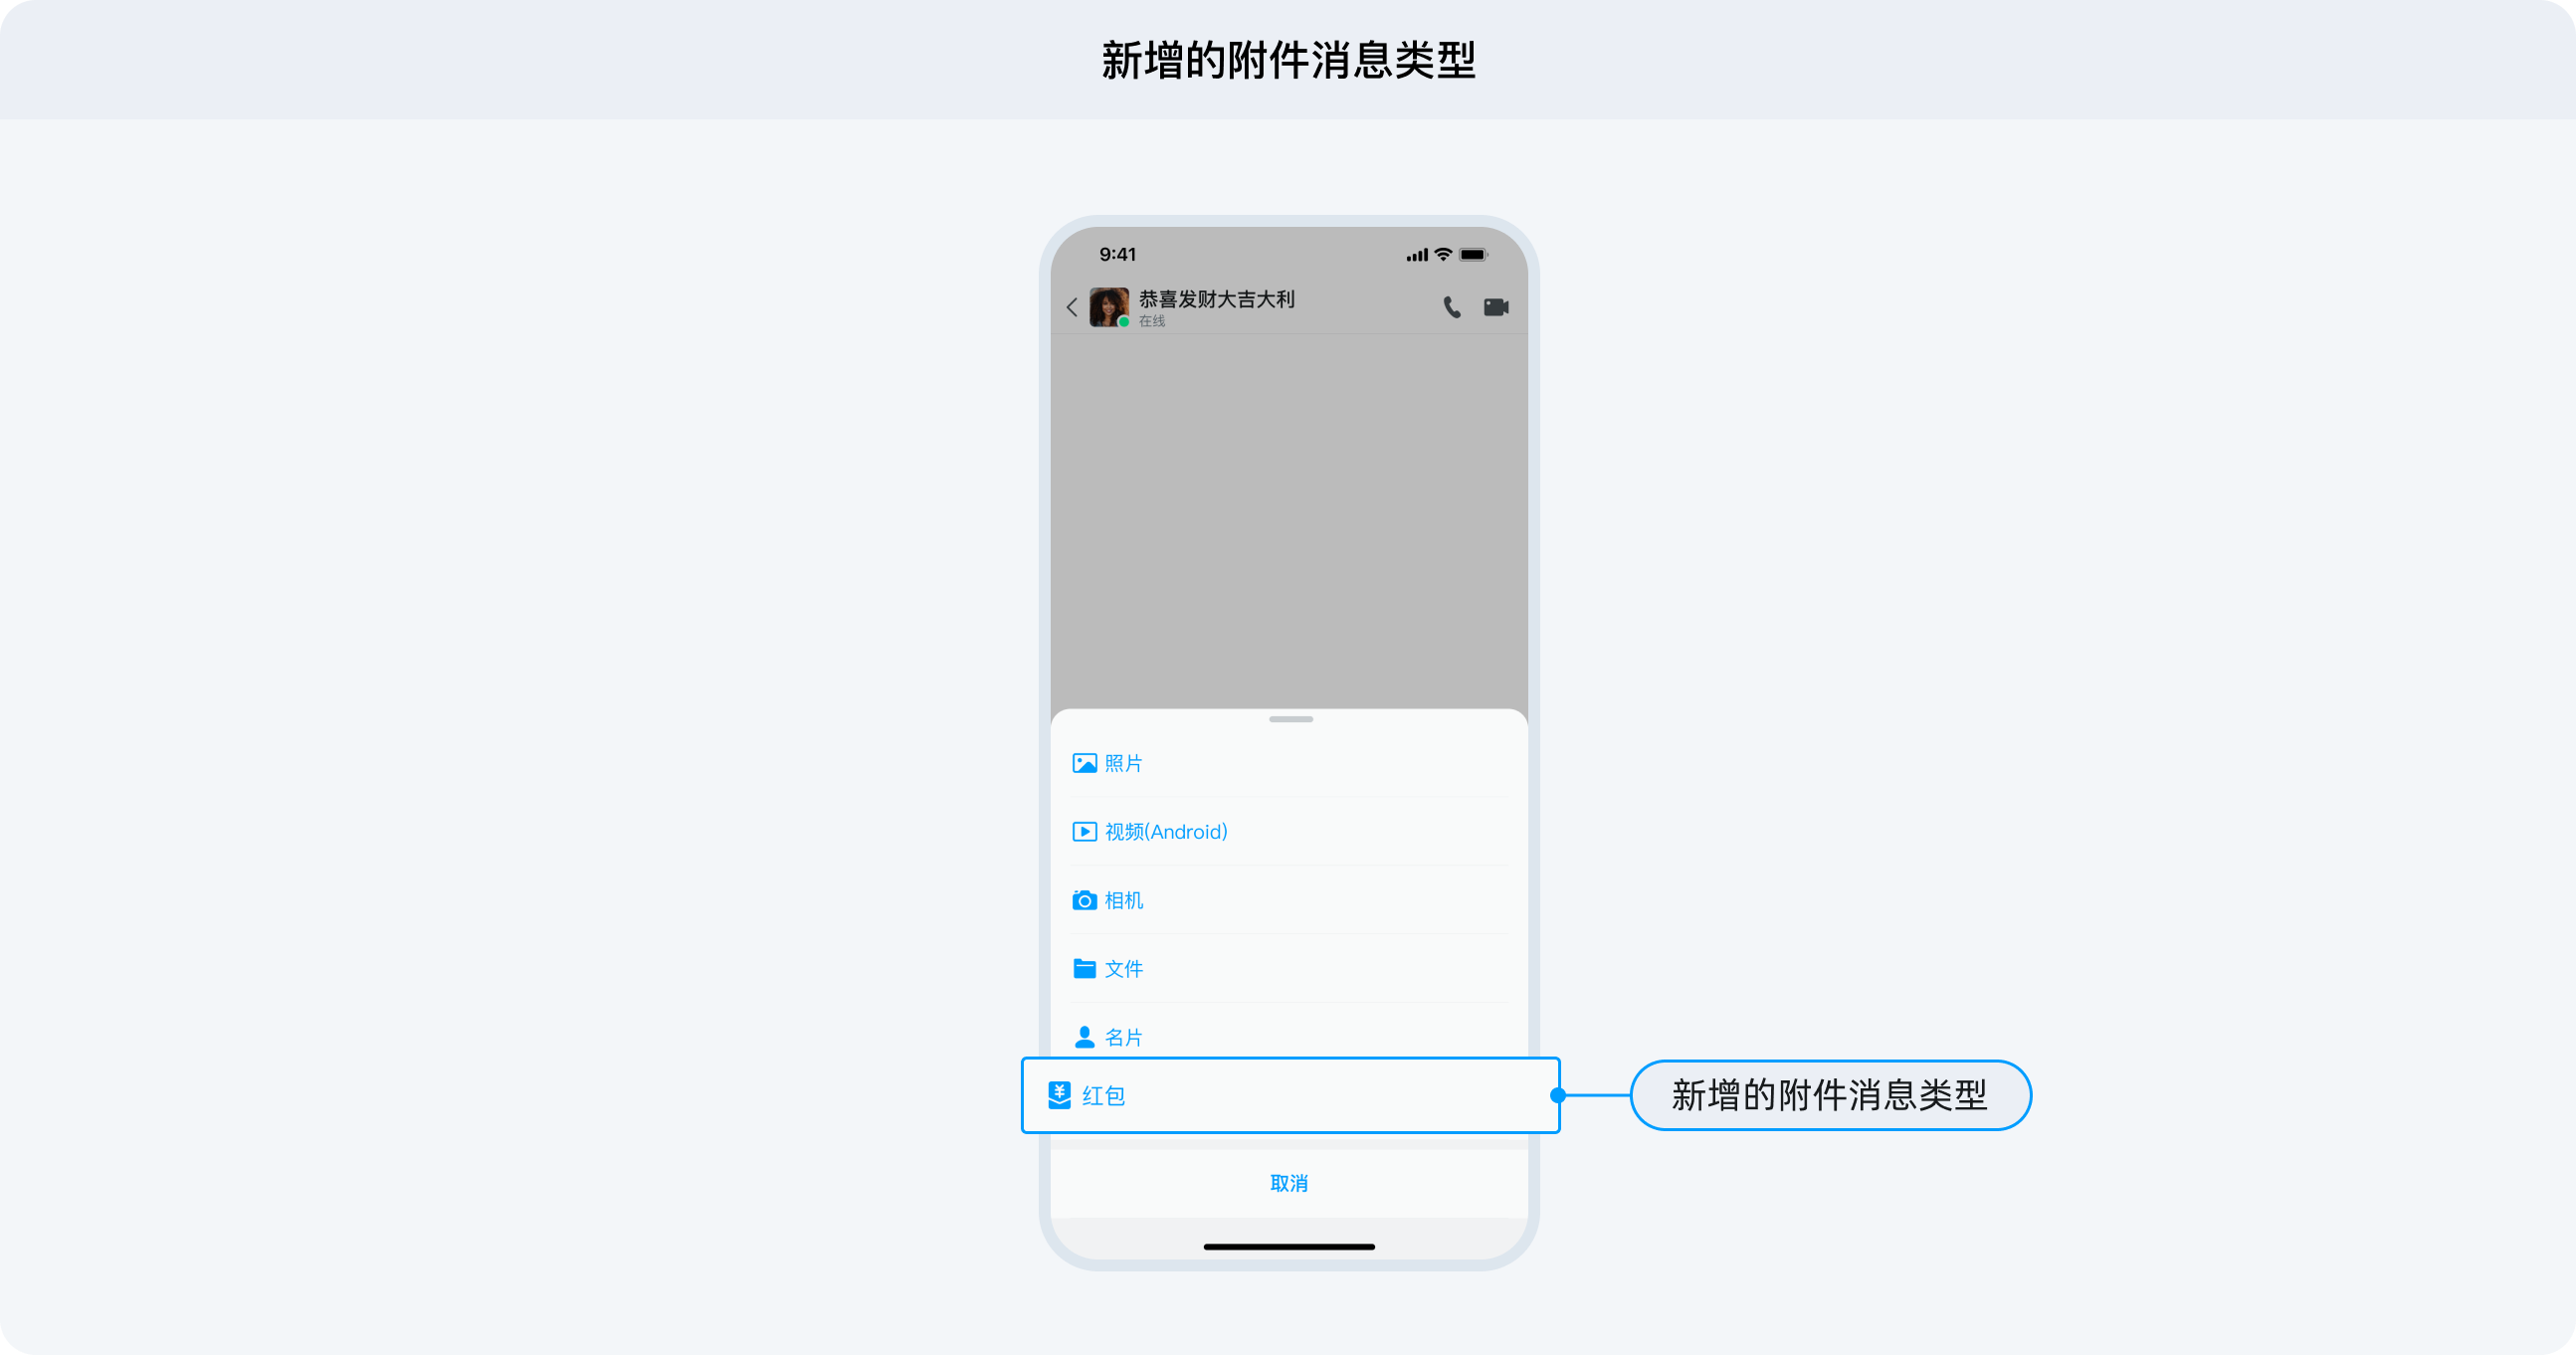 新增的附件消息类型
9:41
恭喜发财大吉大利
在线
照片
视频(Android)
相机
文件
名片
红包
新增的附件消息类型
取消